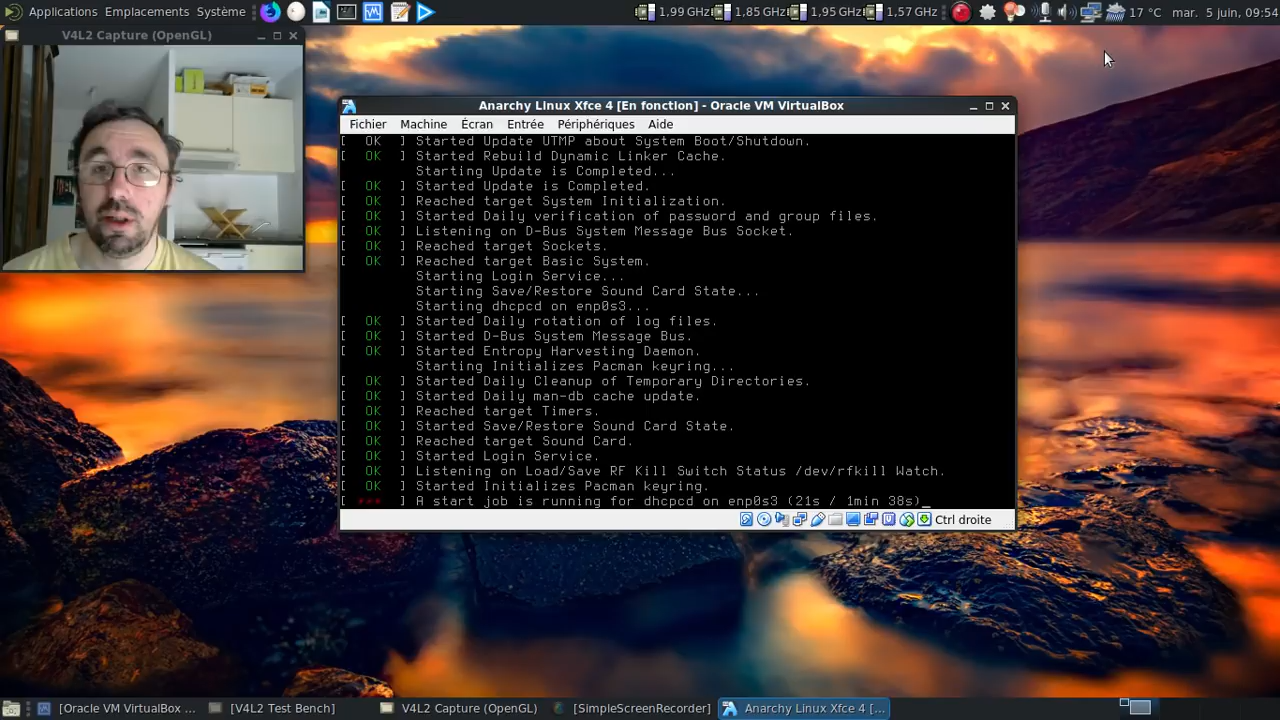 Applications Emplacements Système 1,99 GHz 1,85 GHz 1,95 GHz 1,57 GHz 17 °C mar. 5 juin, 09:54
V4L2 Capture (OpenGL)
Anarchy Linux Xfce 4 [En fonction] - Oracle VM VirtualBox
Fichier Machine Écran Entrée Périphériques Aide
[ OK ] Started Update UTMP about System Boot/Shutdown.
[ OK ] Started Rebuild Dynamic Linker Cache.
Starting Update is Completed...
[ OK ] Started Update is Completed.
[ OK ] Reached target System Initialization.
[ OK ] Started Daily verification of password and group files.
[ OK ] Listening on D-Bus System Message Bus Socket.
[ OK ] Reached target Sockets.
[ OK ] Reached target Basic System.
Starting Login Service...
Starting Save/Restore Sound Card State...
Starting dhcpcd on enp0s3...
[ OK ] Started Daily rotation of log files.
[ OK ] Started D-Bus System Message Bus.
[ OK ] Started Entropy Harvesting Daemon.
Starting Initializes Pacman keyring...
[ OK ] Started Daily Cleanup of Temporary Directories.
[ OK ] Started Daily man-db cache update.
[ OK ] Reached target Timers.
[ OK ] Started Save/Restore Sound Card State.
[ OK ] Reached target Sound Card.
[ OK ] Started Login Service.
[ OK ] Listening on Load/Save RF Kill Switch Status /dev/rfkill Watch.
[ OK ] Started Initializes Pacman keyring.
[ *** ] A start job is running for dhcpcd on enp0s3 (21s / 1min 38s)_
Ctrl droite
[Oracle VM VirtualBox ... [V4L2 Test Bench] V4L2 Capture (OpenGL) [SimpleScreenRecorder] Anarchy Linux Xfce 4 [...